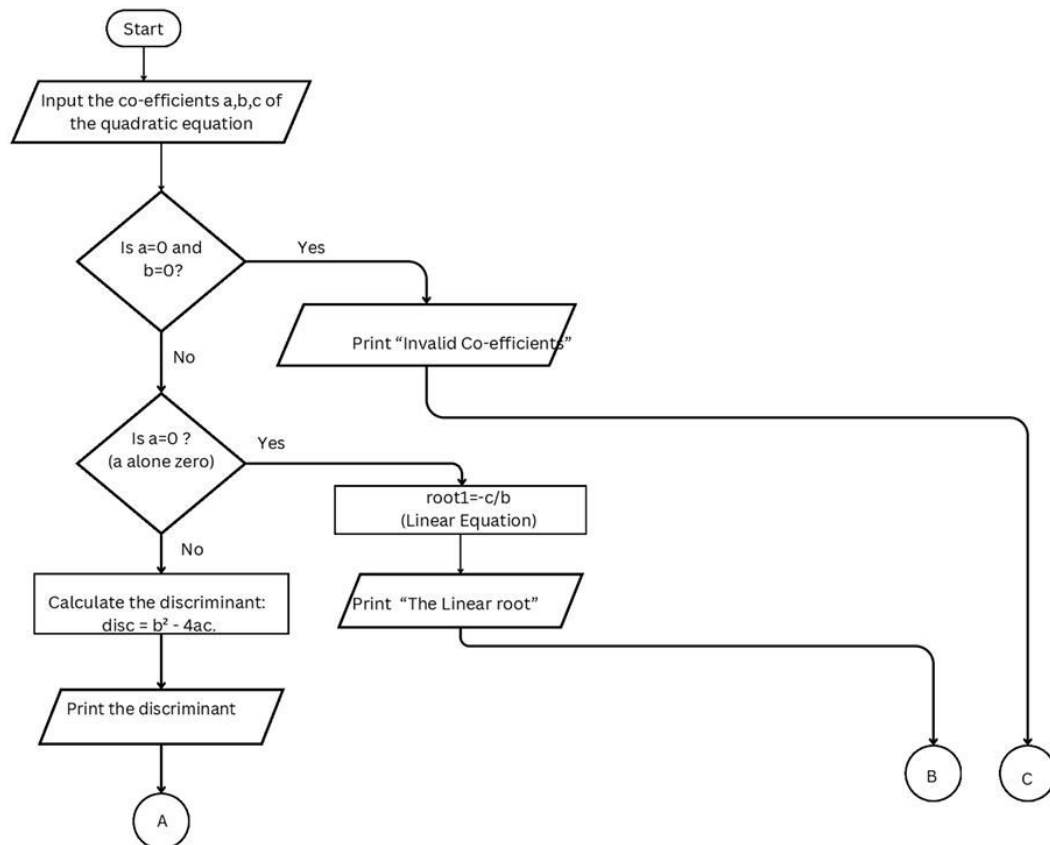 Start
Input the co-efficients a,b,c of
the quadratic equation
Is a=0 and
b=0?
Yes
Print “Invalid Co-efficients”
No
Is a=0 ?
(a alone zero)
Yes
root1=-c/b
(Linear Equation)
No
Calculate the discriminant:
disc = b² - 4ac.
Print “The Linear root”
Print the discriminant
A
B
C